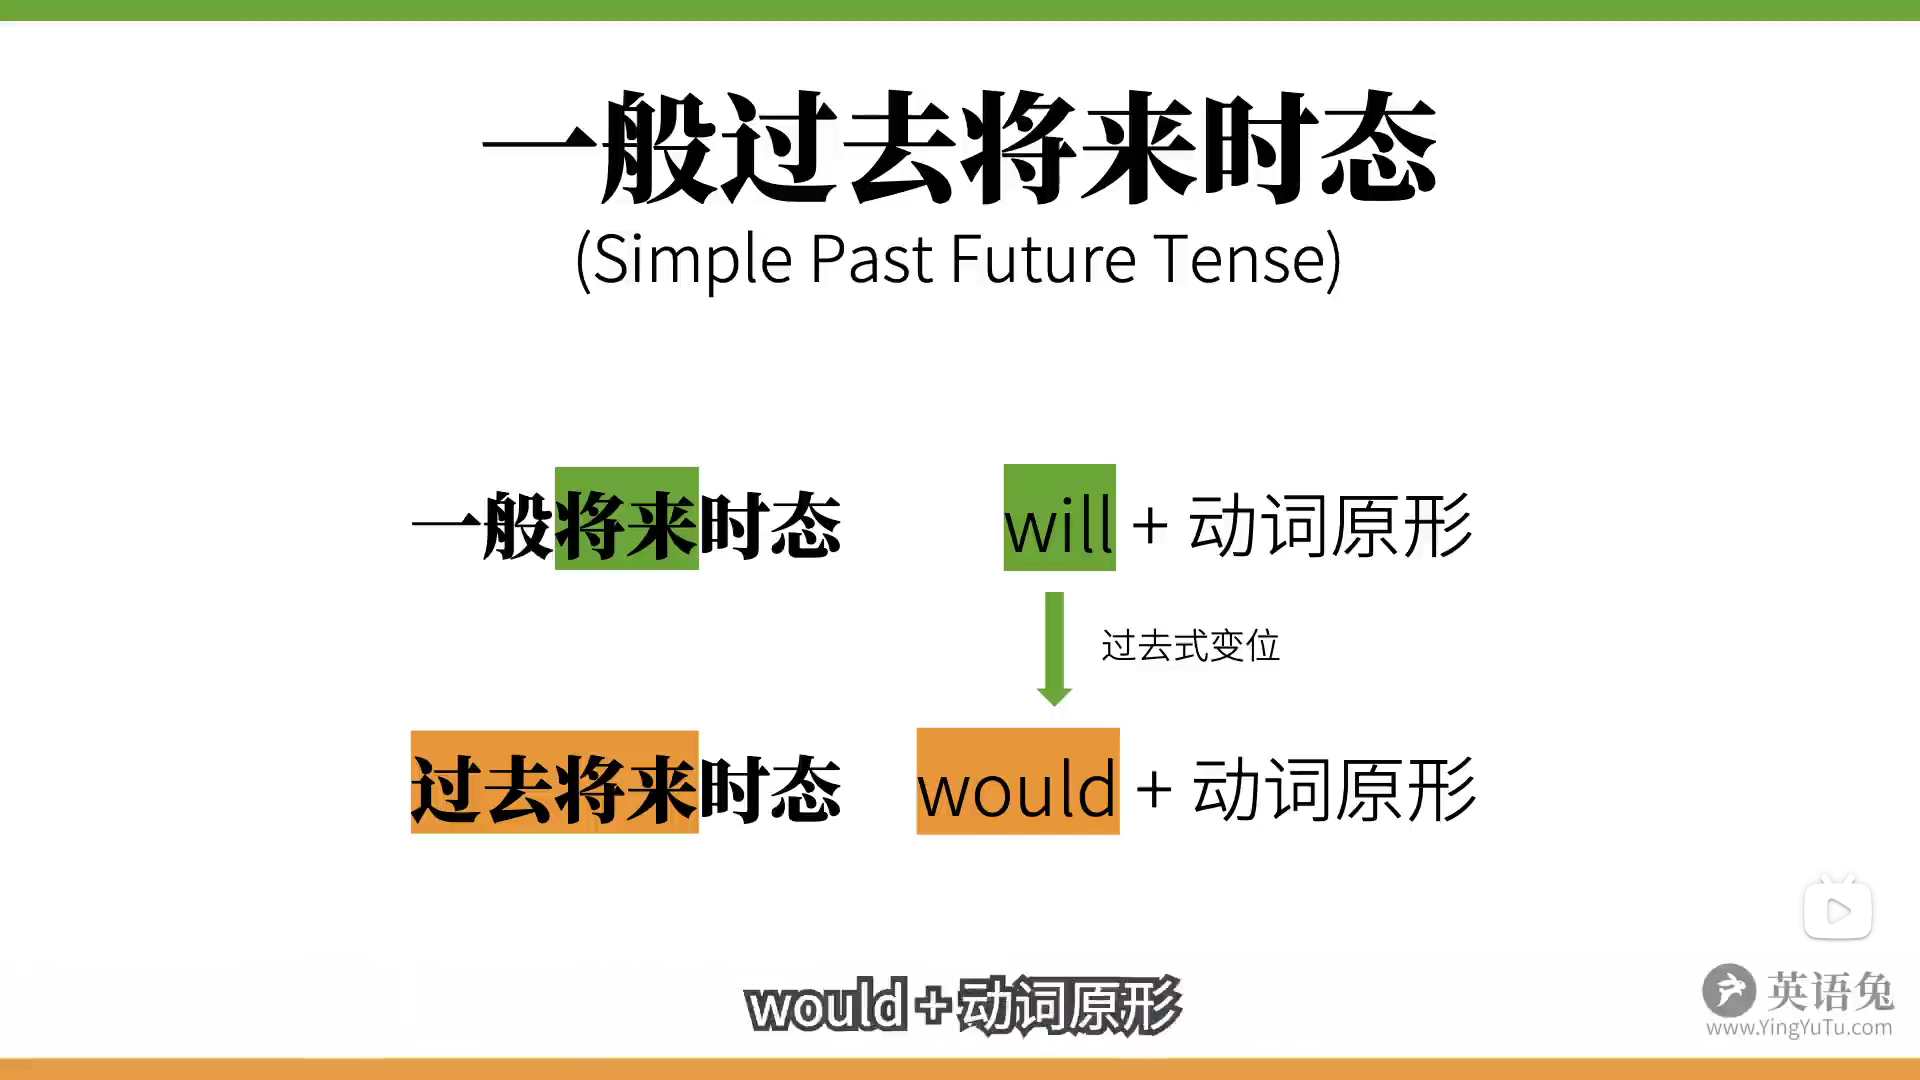 一般过去将来时态
(Simple Past Future Tense)
一般将来时态
will + 动词原形
过去式变位
过去将来时态
would + 动词原形
would + 动词原形
英语兔
www.YingYuTu.com